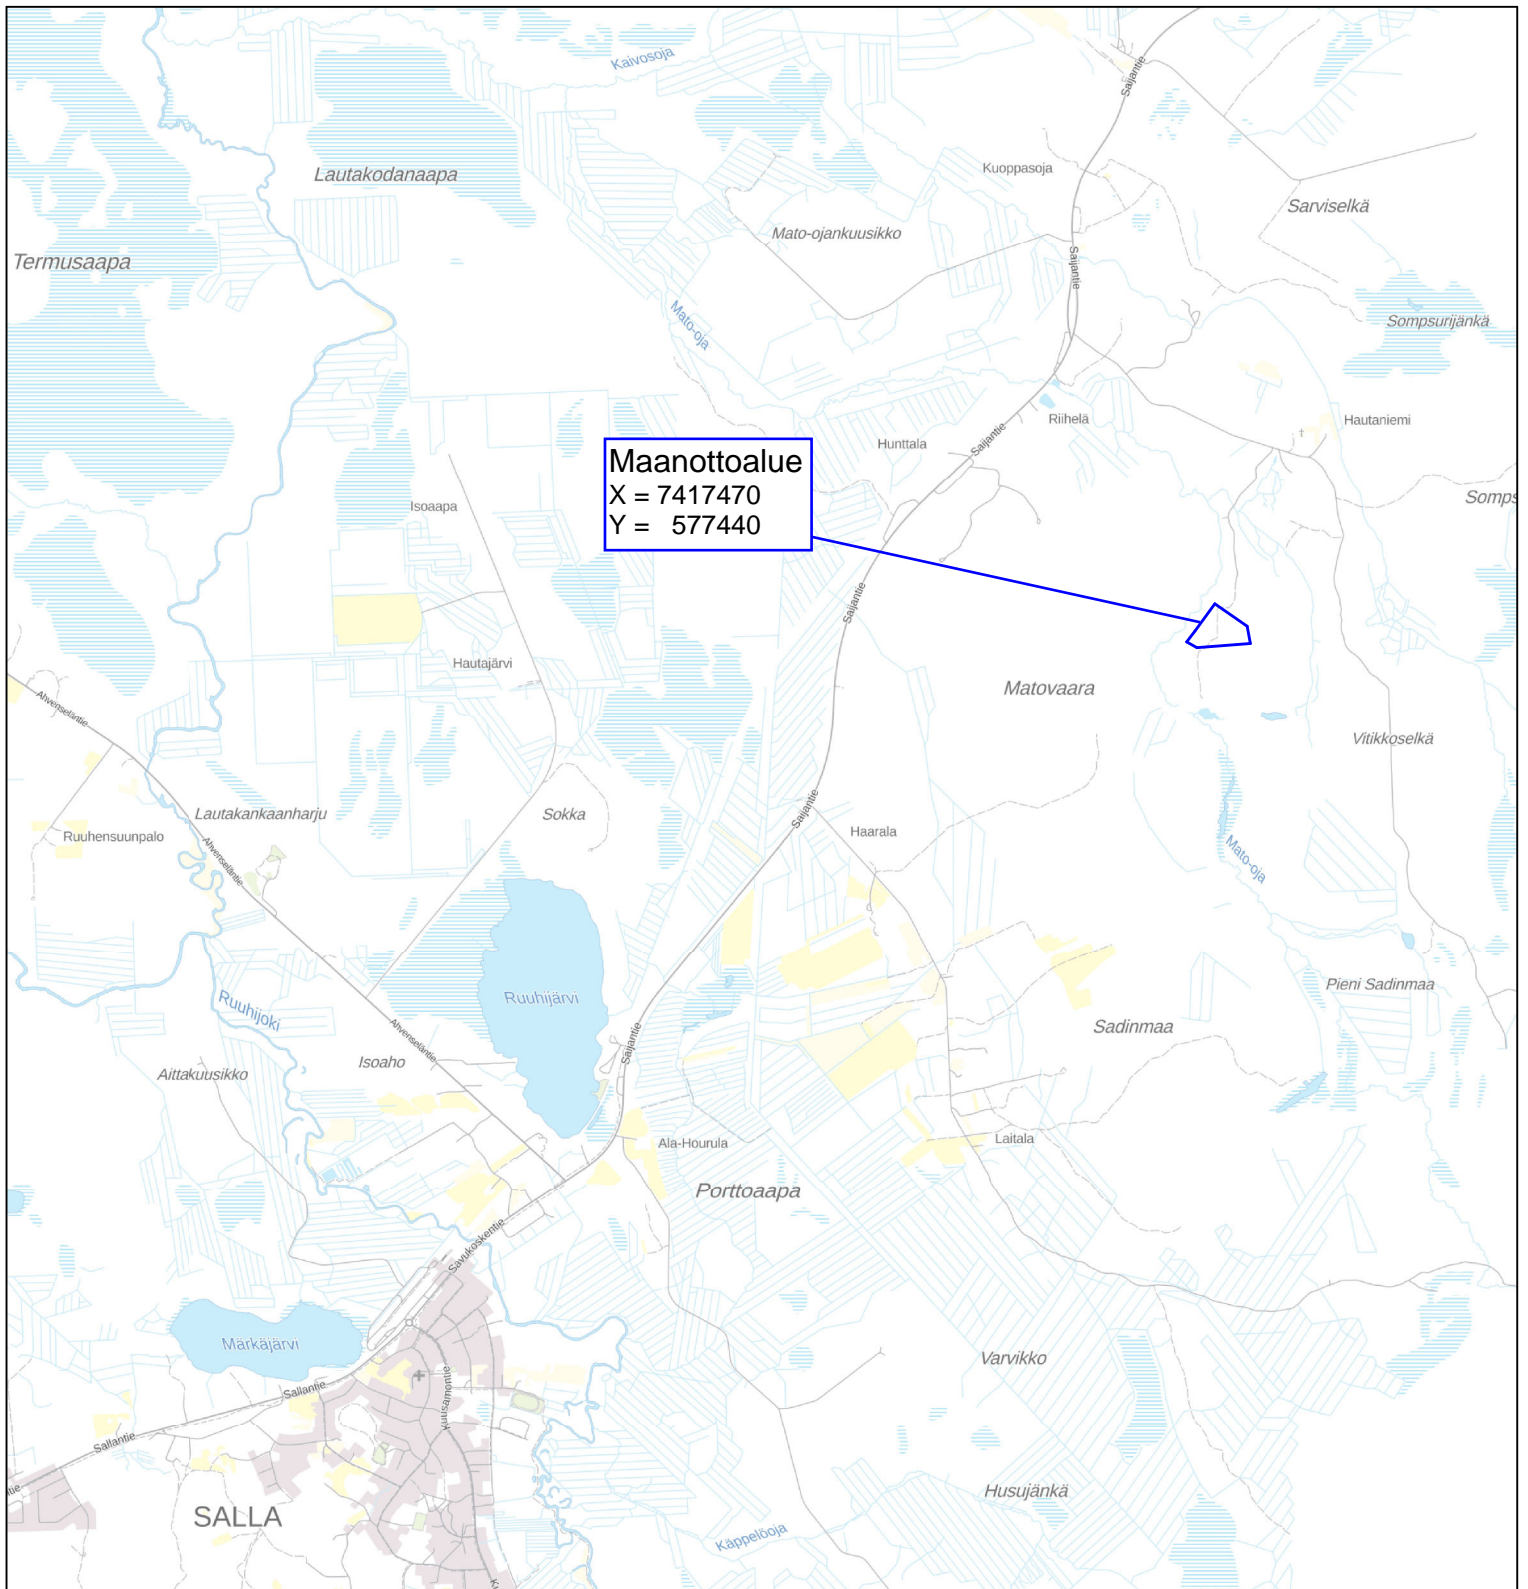 Kaivosoja
Saijantie
Lautakodanaapa
Kuoppasoja
Sarviselkä
Mato-ojankuusikko
Termusaapa
Saijantie
Mato-oja
Sompsurijänkä
Riihelä
Hautaniemi
Hunttala
Saijantie
Maanottoalue
X = 7417470
Y = 577440
Isoaapa
Somps
Saijantie
Hautajärvi
Matovaara
Ahvenseläntie
Vitikkoselkä
Lautakankaanharju
Sokka
Saijantie
Ruuhensuunpalo
Haarala
Ahvenseläntie
Mato-oja
Ruuhijärvi
Pieni Sadinmaa
Ruuhijoki
Ahvenseläntie
Saijantie
Sadinmaa
Isoaho
Aittakuusikko
Ala-Hourula
Laitala
Porttoaapa
Savukoskentie
Märkäjärvi
Varvikko
Sallantie
Kuusamontie
Sallantie
ntie
Husujänkä
SALLA
Käppelöoja